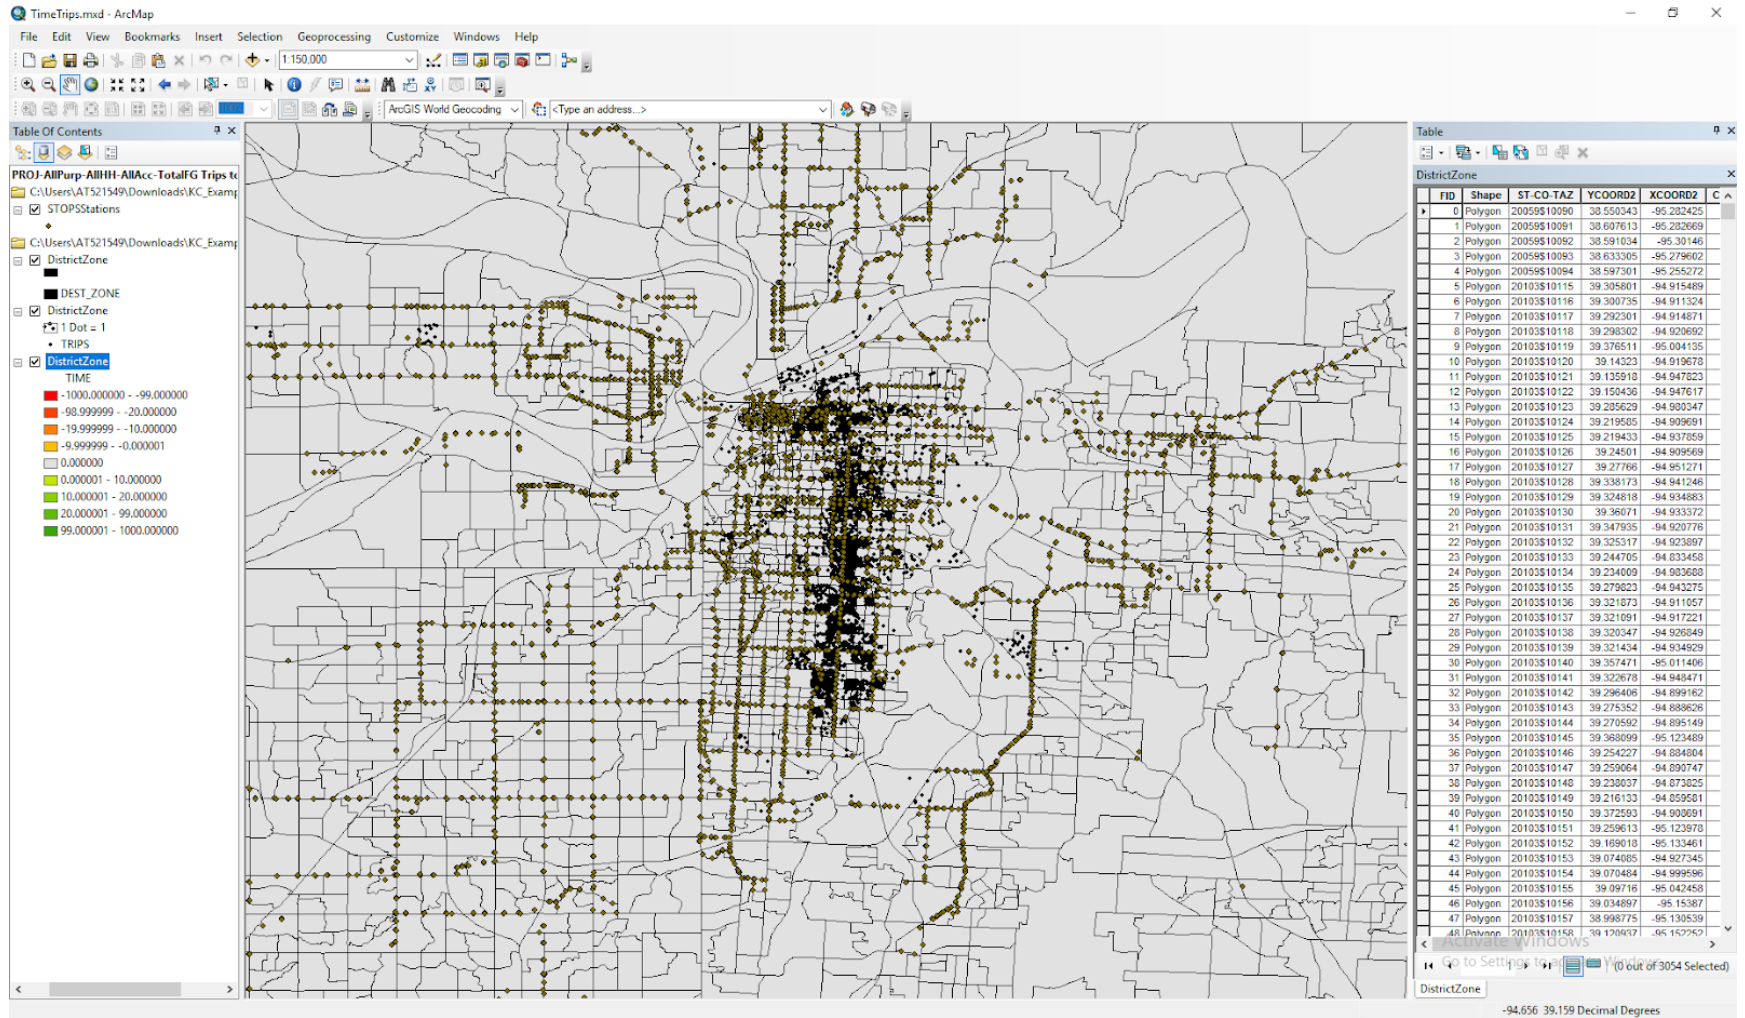 TimeTrips.mxd - ArcMap
File Edit View Bookmarks Insert Selection Geoprocessing Customize Windows Help
1:150,000
ArcGIS World Geocoding <Type an address...>
Table Of Contents
PROJ-AllPurp-AllHH-AllAcc-TotalFG Trips to
C:\Users\AT521549\Downloads\KC_Examp
STOPSStations
C:\Users\AT521549\Downloads\KC_Examp
DistrictZone
DEST_ZONE
DistrictZone
1 Dot = 1
TRIPS
DistrictZone
TIME
-1000.000000 - -99.000000
-98.999999 - -20.000000
-19.999999 - -10.000000
-9.999999 - -0.000001
0.000000
0.000001 - 10.000000
10.000001 - 20.000000
20.000001 - 99.000000
99.000001 - 1000.000000
Table
DistrictZone
FID Shape ST-CO-TAZ YCOORD2 XCOORD2 C
0 Polygon 20059$10090 38.550343 -95.282425
1 Polygon 20059$10091 38.607613 -95.282669
2 Polygon 20059$10092 38.591034 -95.30146
3 Polygon 20059$10093 38.633305 -95.279602
4 Polygon 20059$10094 38.597301 -95.255272
5 Polygon 20103$10115 39.305801 -94.915489
6 Polygon 20103$10116 39.300735 -94.911324
7 Polygon 20103$10117 39.292301 -94.914871
8 Polygon 20103$10118 39.298302 -94.920692
9 Polygon 20103$10119 39.376511 -95.004135
10 Polygon 20103$10120 39.14323 -94.919678
11 Polygon 20103$10121 39.135918 -94.947823
12 Polygon 20103$10122 39.150436 -94.947617
13 Polygon 20103$10123 39.285629 -94.980347
14 Polygon 20103$10124 39.219585 -94.909691
15 Polygon 20103$10125 39.219433 -94.937859
16 Polygon 20103$10126 39.24501 -94.909569
17 Polygon 20103$10127 39.27766 -94.951271
18 Polygon 20103$10128 39.338173 -94.941246
19 Polygon 20103$10129 39.324818 -94.934883
20 Polygon 20103$10130 39.36071 -94.933372
21 Polygon 20103$10131 39.347935 -94.920776
22 Polygon 20103$10132 39.325317 -94.923897
23 Polygon 20103$10133 39.244705 -94.833458
24 Polygon 20103$10134 39.234009 -94.983688
25 Polygon 20103$10135 39.279823 -94.943275
26 Polygon 20103$10136 39.321873 -94.911057
27 Polygon 20103$10137 39.321091 -94.917221
28 Polygon 20103$10138 39.320347 -94.926849
29 Polygon 20103$10139 39.321434 -94.934929
30 Polygon 20103$10140 39.357471 -95.011406
31 Polygon 20103$10141 39.322678 -94.948471
32 Polygon 20103$10142 39.296406 -94.899162
33 Polygon 20103$10143 39.275352 -94.888626
34 Polygon 20103$10144 39.270592 -94.895149
35 Polygon 20103$10145 39.368099 -95.123489
36 Polygon 20103$10146 39.254227 -94.884804
37 Polygon 20103$10147 39.259064 -94.890747
38 Polygon 20103$10148 39.238037 -94.873825
39 Polygon 20103$10149 39.216133 -94.859581
40 Polygon 20103$10150 39.372593 -94.908691
41 Polygon 20103$10151 39.259613 -95.123978
42 Polygon 20103$10152 39.169018 -95.133461
43 Polygon 20103$10153 39.074085 -94.927345
44 Polygon 20103$10154 39.070484 -94.999596
45 Polygon 20103$10155 39.09716 -95.042458
46 Polygon 20103$10156 39.034897 -95.15387
47 Polygon 20103$10157 38.998775 -95.130539
48 Polygon 20103$10158 39.120937 -95.152252
Activate Windows
Go to Settings to activate Windows.
1 (0 out of 3054 Selected)
DistrictZone
-94.656 39.159 Decimal Degrees